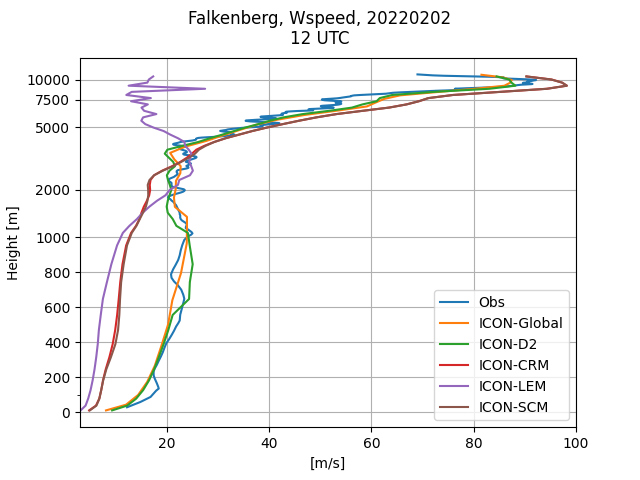 Falkenberg, Wspeed, 20220202
12 UTC
Height [m]
10000
7500
5000
2000
1000
800
600
400
200
0
20
40
60
80
100
[m/s]
Obs
ICON-Global
ICON-D2
ICON-CRM
ICON-LEM
ICON-SCM